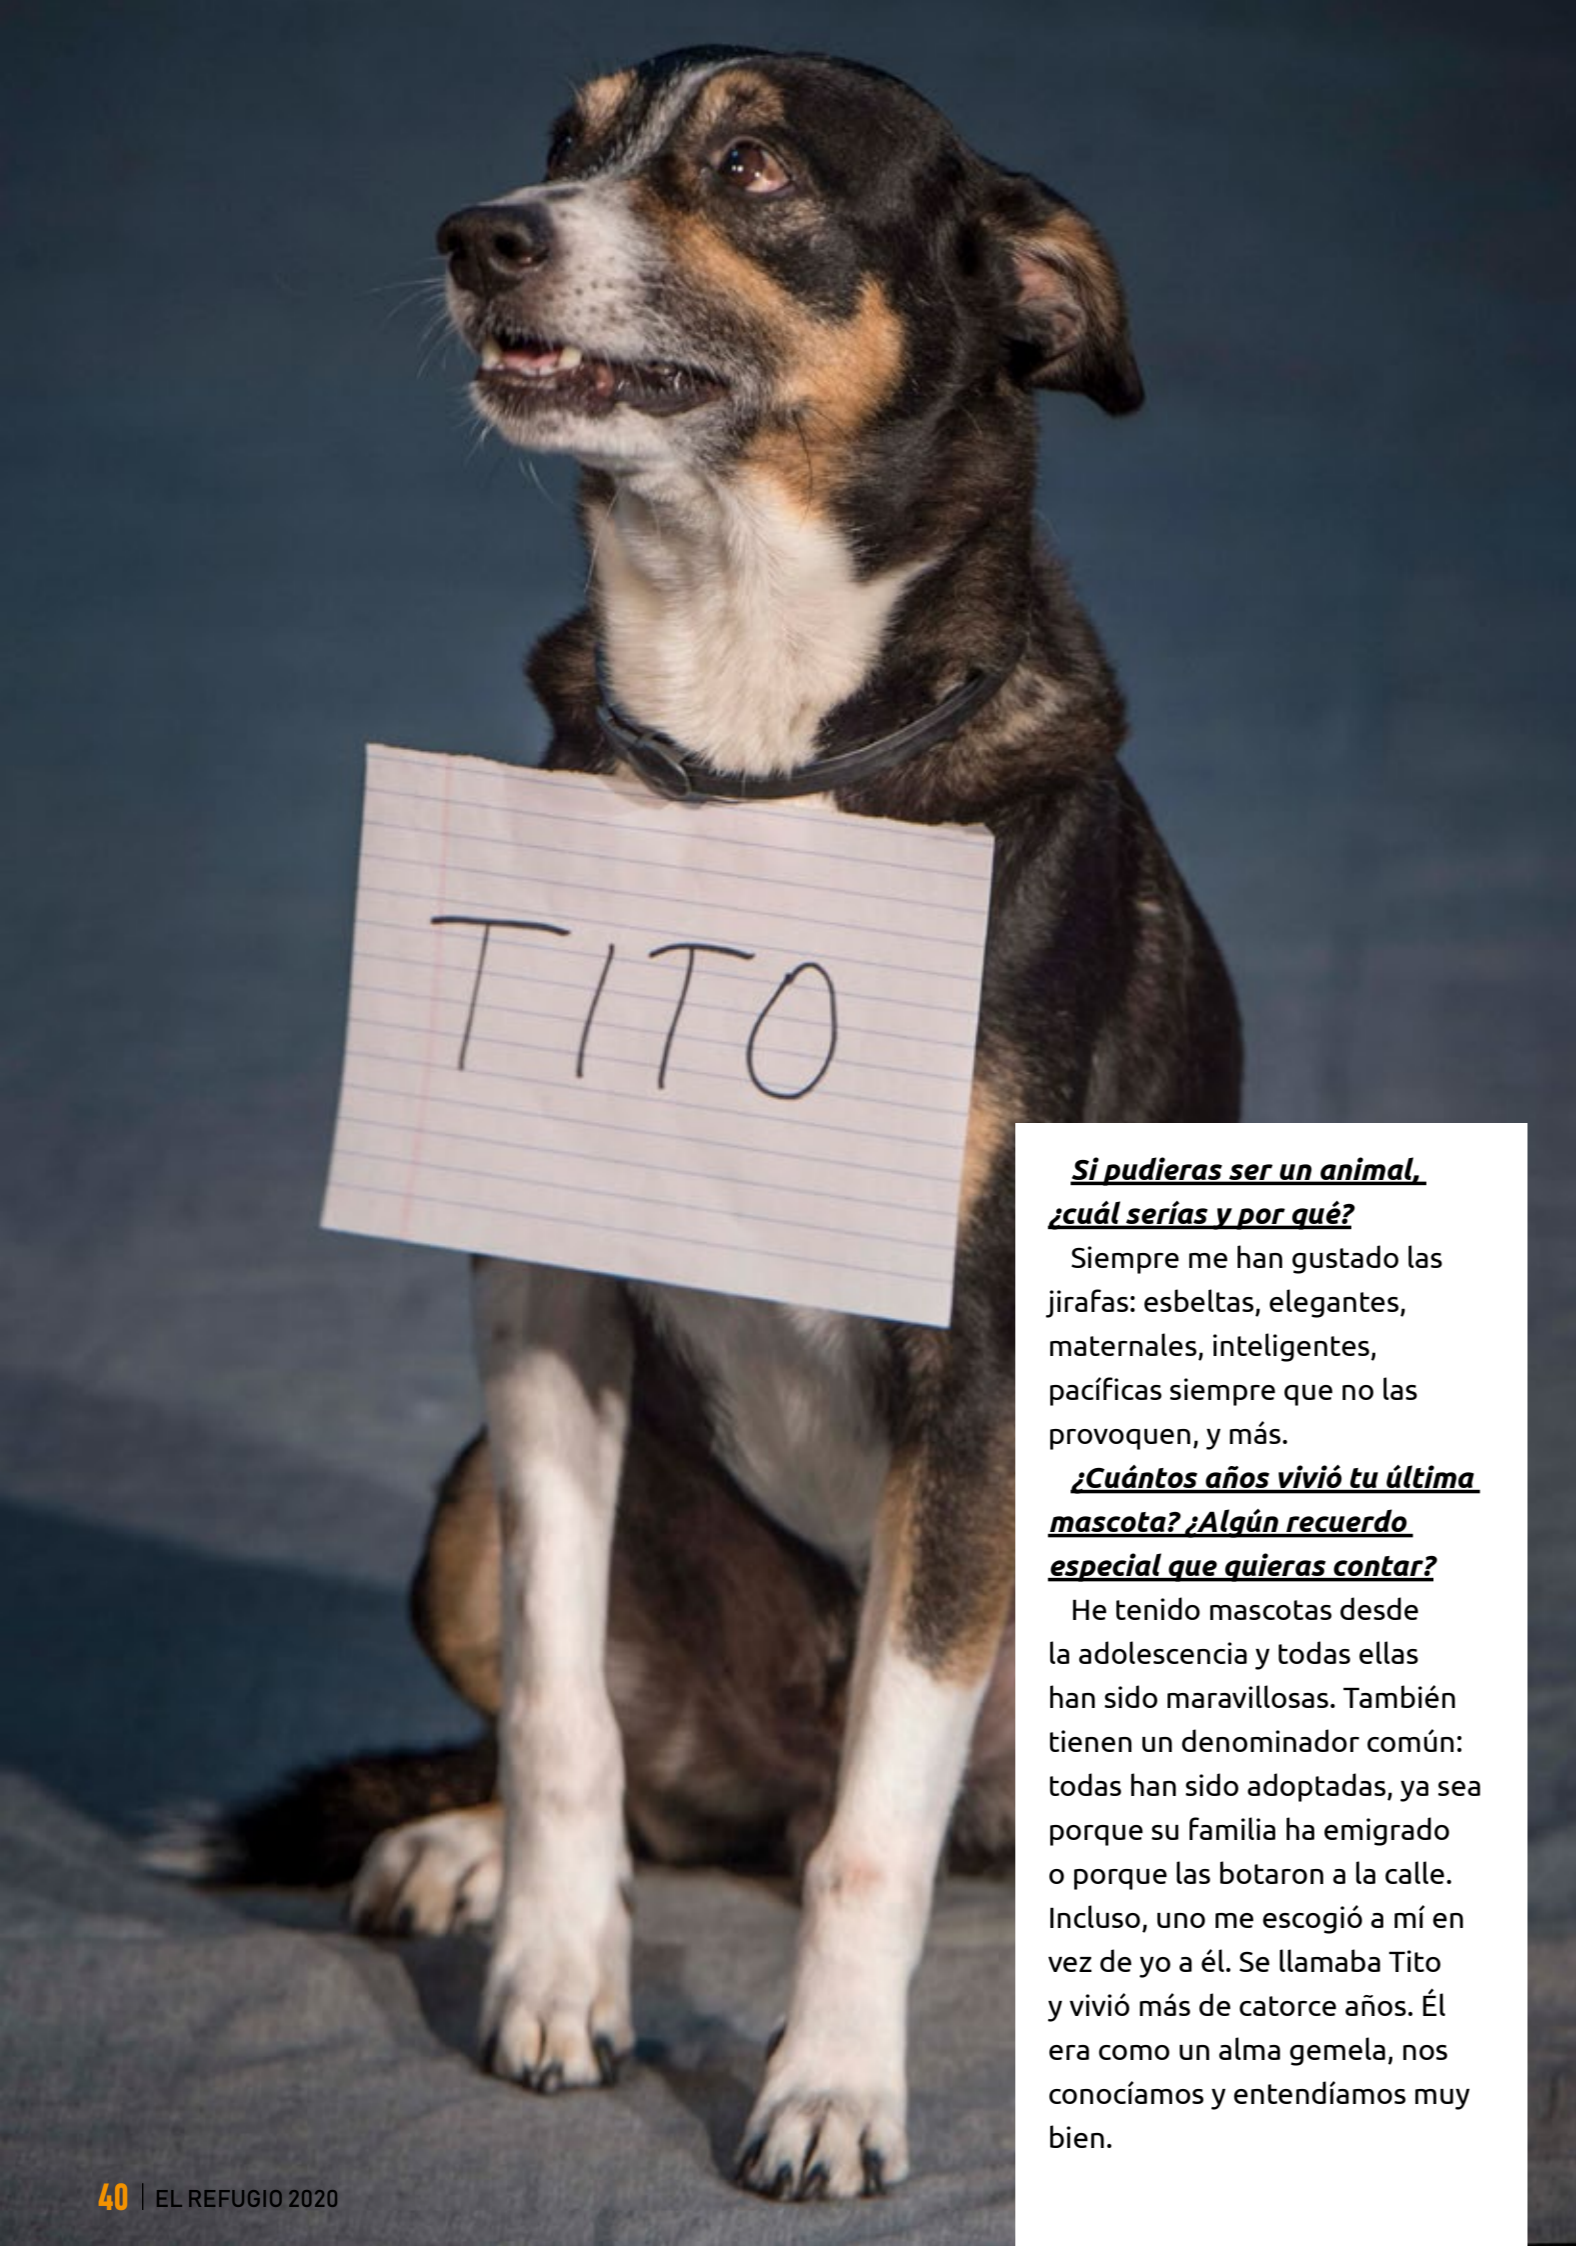 TITO
Si pudieras ser un animal,
¿cuál serías y por qué?
Siempre me han gustado las
jirafas: esbeltas, elegantes,
maternales, inteligentes,
pacíficas siempre que no las
provoquen, y más.
¿Cuántos años vivió tu última
mascota? ¿Algún recuerdo
especial que quieras contar?
He tenido mascotas desde
la adolescencia y todas ellas
han sido maravillosas. También
tienen un denominador común:
todas han sido adoptadas, ya sea
porque su familia ha emigrado
o porque las botaron a la calle.
Incluso, uno me escogió a mí en
vez de yo a él. Se llamaba Tito
y vivió más de catorce años. Él
era como un alma gemela, nos
conocíamos y entendíamos muy
bien.
40 | EL REFUGIO 2020